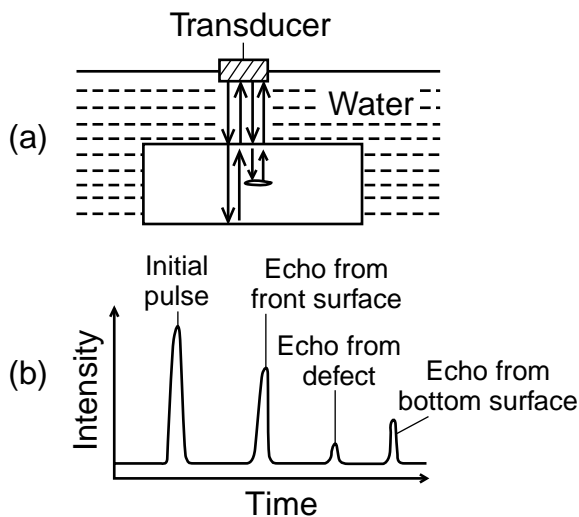 Transducer
Water
(a)
Initial
pulse
Echo from
front surface
Echo from
defect
Echo from
bottom surface
(b)
Intensity
Time